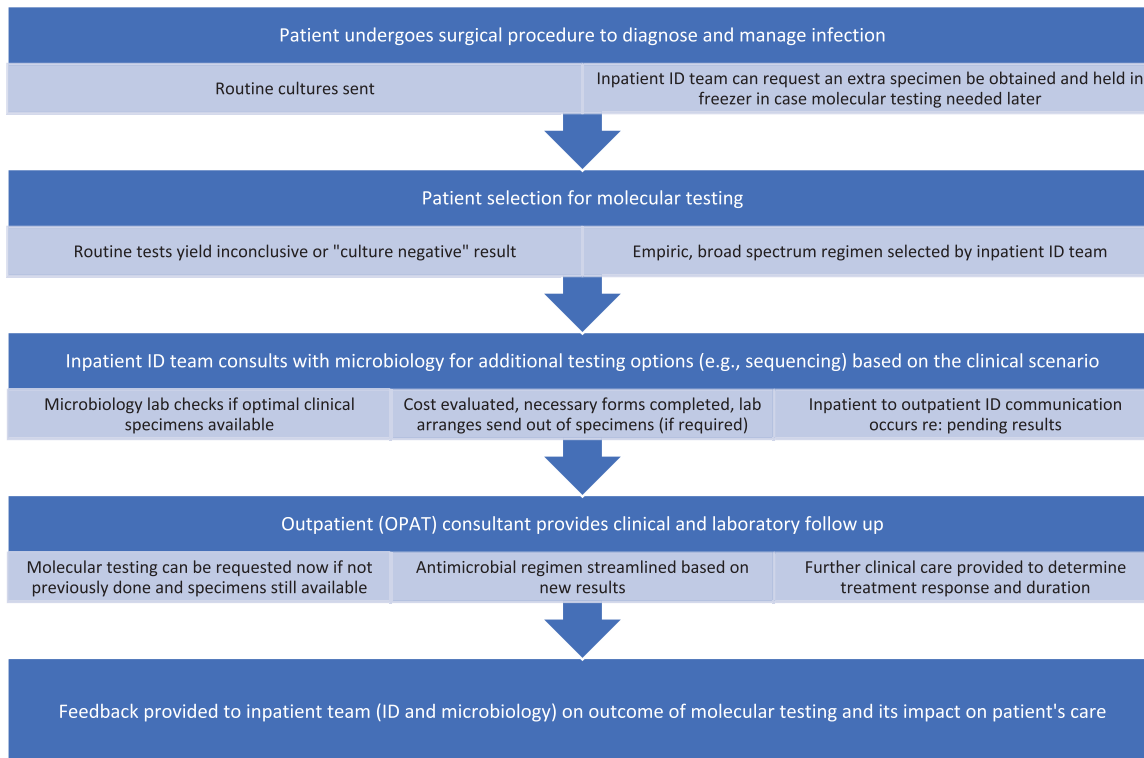 Patient undergoes surgical procedure to diagnose and manage infection
Routine cultures sent
Inpatient ID team can request an extra specimen be obtained and held in
freezer in case molecular testing needed later
Patient selection for molecular testing
Routine tests yield inconclusive or "culture negative" result
Empiric, broad spectrum regimen selected by inpatient ID team
Inpatient ID team consults with microbiology for additional testing options (e.g., sequencing) based on the clinical scenario
Microbiology lab checks if optimal clinical
specimens available
Cost evaluated, necessary forms completed, lab
arranges send out of specimens (if required)
Inpatient to outpatient ID communication
occurs re: pending results
Outpatient (OPAT) consultant provides clinical and laboratory follow up
Molecular testing can be requested now if not
previously done and specimens still available
Antimicrobial regimen streamlined based on
new results
Further clinical care provided to determine
treatment response and duration
Feedback provided to inpatient team (ID and microbiology) on outcome of molecular testing and its impact on patient's care